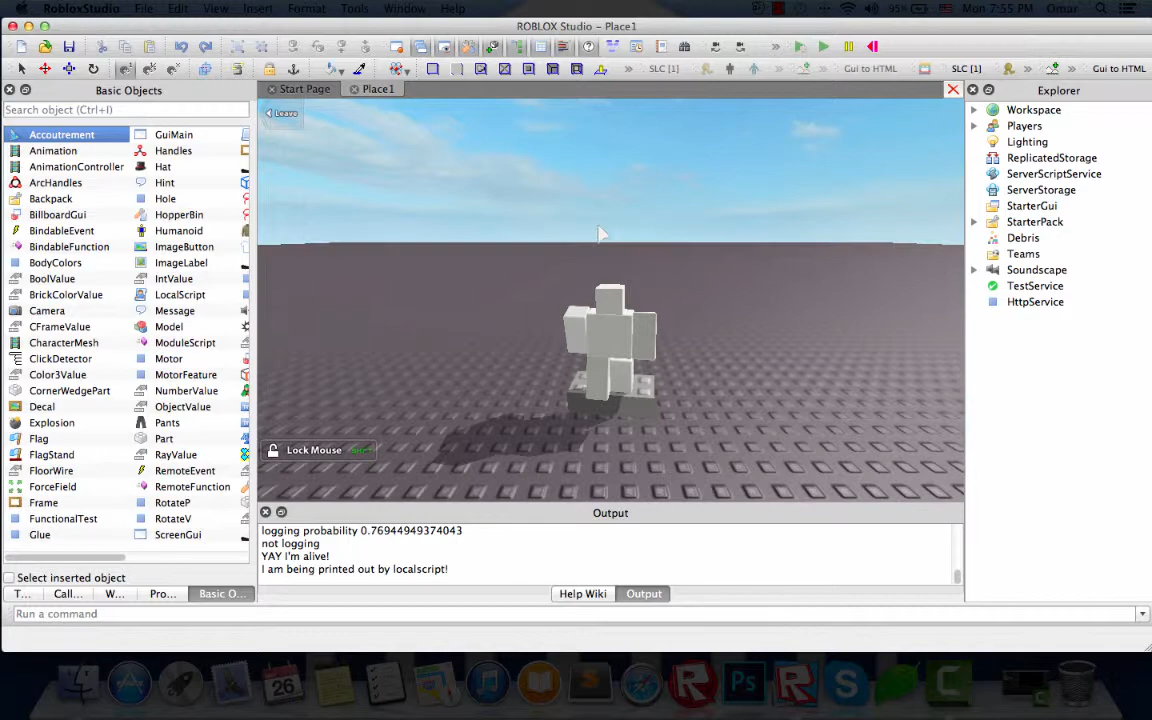 RobloxStudio File Edit View Insert Format Tools Window Help 95% Mon 7:55 PM Omar
ROBLOX Studio - Place1
SLC [1] Gui to HTML SLC [1] Gui to HTML
Basic Objects
Start Page
Place1
Explorer
Search object (Ctrl+I)
Leave
Accoutrement
GuiMain
Animation
Handles
AnimationController
Hat
ArcHandles
Hint
Backpack
Hole
BillboardGui
HopperBin
BindableEvent
Humanoid
BindableFunction
ImageButton
BodyColors
ImageLabel
BoolValue
IntValue
BrickColorValue
LocalScript
Camera
Message
CFrameValue
Model
CharacterMesh
ModuleScript
ClickDetector
Motor
Color3Value
MotorFeature
CornerWedgePart
NumberValue
Decal
ObjectValue
Explosion
Pants
Flag
Part
FlagStand
RayValue
FloorWire
RemoteEvent
ForceField
RemoteFunction
Frame
RotateP
FunctionalTest
RotateV
Glue
ScreenGui
Workspace
Players
Lighting
ReplicatedStorage
ServerScriptService
ServerStorage
StarterGui
StarterPack
Debris
Teams
Soundscape
TestService
HttpService
Lock Mouse
Output
logging probability 0.76944949374043
not logging
YAY I'm alive!
I am being printed out by localscript!
Select inserted object
T... Call... W... Pro... Basic O...
Help Wiki Output
Run a command